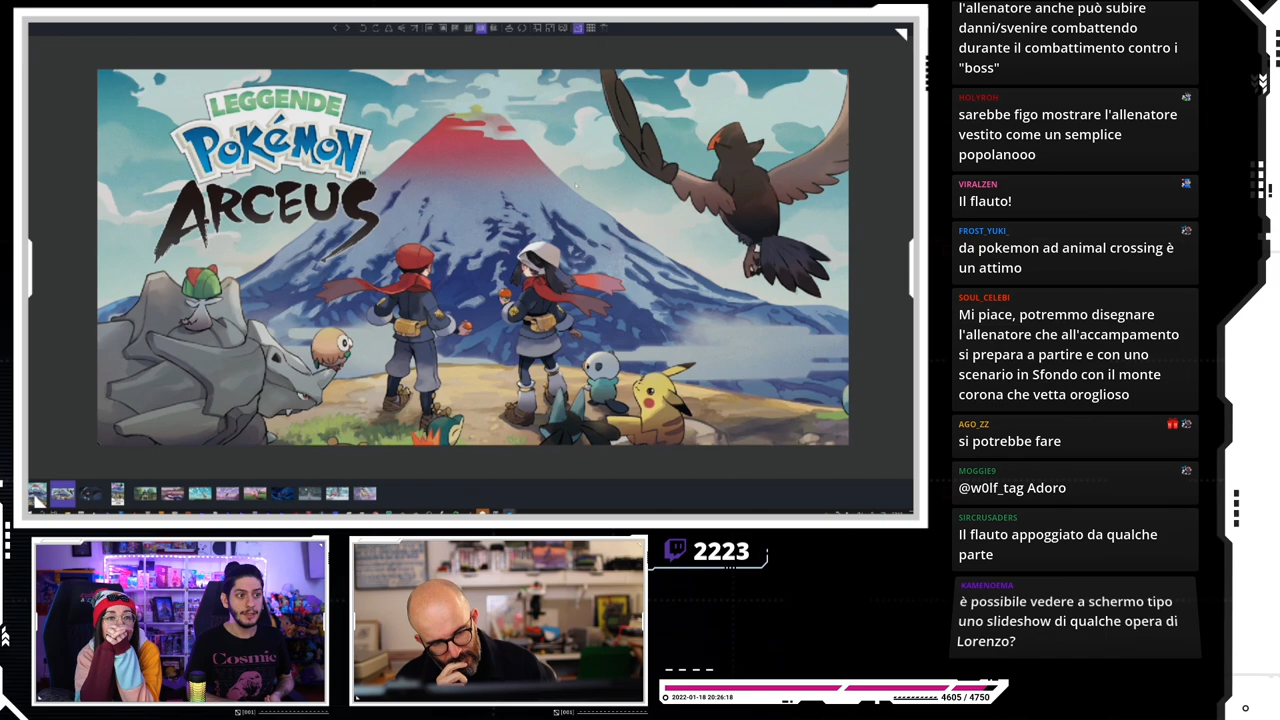 LEGGENDE
POKéMON
ARCEUS
l'allenatore anche può subire
danni/svenire combattendo
durante il combattimento contro i
"boss"
HOLYROH
sarebbe figo mostrare l'allenatore
vestito come un semplice
popolanooo
VIRALZEN
Il flauto!
FROST_YUKI_
da pokemon ad animal crossing è
un attimo
SOUL_CELEBI
Mi piace, potremmo disegnare
l'allenatore che all'accampamento
si prepara a partire e con uno
scenario in Sfondo con il monte
corona che vetta oroglioso
AGO_ZZ
si potrebbe fare
MOGGIE9
@w0lf_tag Adoro
SIRCRUSADERS
Il flauto appoggiato da qualche
parte
KAMENOEMA
è possibile vedere a schermo tipo
uno slideshow di qualche opera di
Lorenzo?
Cosmic
2223
2022-01-18 20:26:18
4605 / 4750